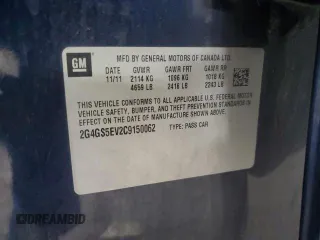 GM
MFD BY GENERAL MOTORS OF CANADA LTD.
DATE GVWR GAWR FRT GAWR RR
11/11 2114 KG 1096 KG 1018 KG
4659 LB 2416 LB 2243 LB
THIS VEHICLE CONFORMS TO ALL APPLICABLE U.S. FEDERAL MOTOR
VEHICLE SAFETY, BUMPER, AND THEFT PREVENTION STANDARDS
IN EFFECT ON THE DATE OF MANUFACTURE SHOWN ABOVE.
2G4GS5EV2C9150062 TYPE: PASS CAR
DREAMBID